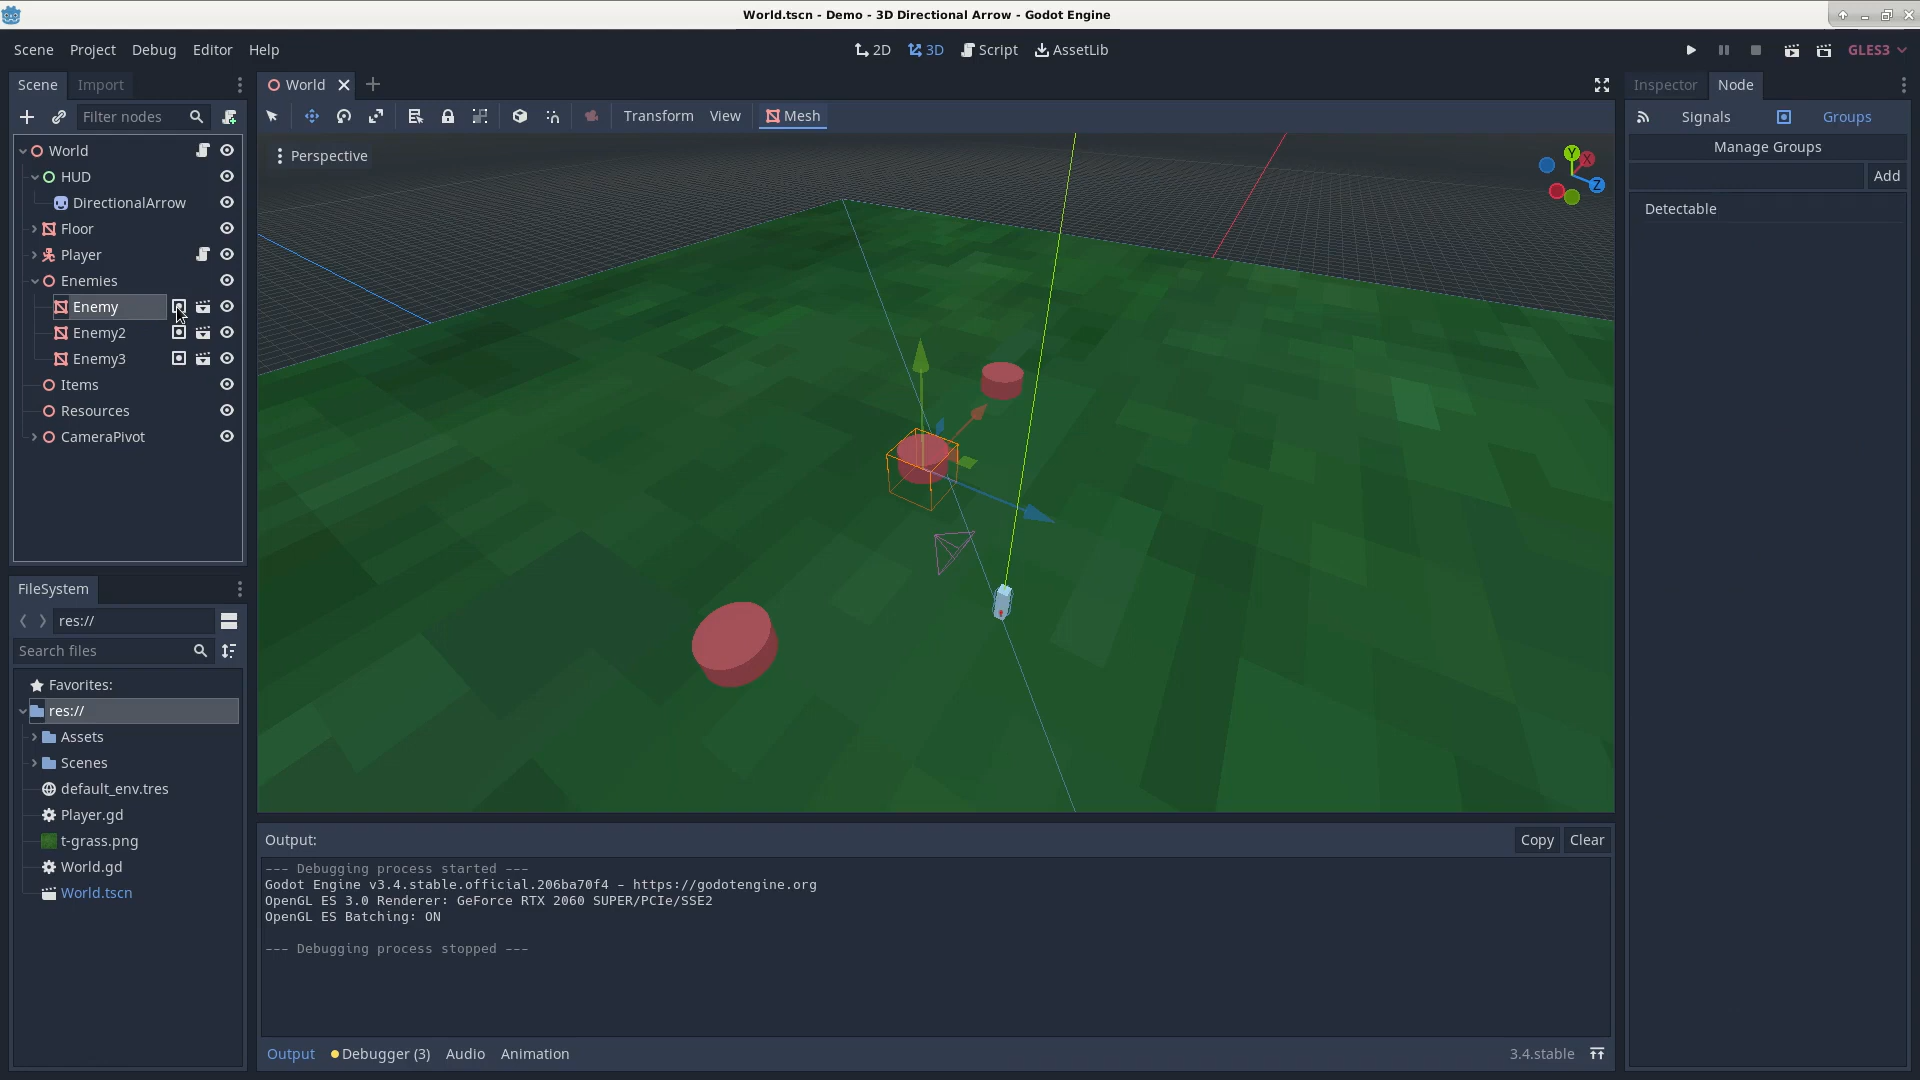 World.tscn - Demo - 3D Directional Arrow - Godot Engine
Scene Project Debug Editor Help
2D 3D Script AssetLib
GLES3
Scene Import
World
Inspector Node
Filter nodes
Transform View Mesh
Signals Groups
Manage Groups
Add
Detectable
Perspective
Y X Z
World
HUD
DirectionalArrow
Floor
Player
Enemies
Enemy
Enemy2
Enemy3
Items
Resources
CameraPivot
FileSystem
res://
Search files
Favorites:
res://
Assets
Scenes
default_env.tres
Player.gd
t-grass.png
World.gd
World.tscn
Output:
Copy Clear
--- Debugging process started ---
Godot Engine v3.4.stable.official.206ba70f4 - https://godotengine.org
OpenGL ES 3.0 Renderer: GeForce RTX 2060 SUPER/PCIe/SSE2
OpenGL ES Batching: ON
--- Debugging process stopped ---
Output Debugger (3) Audio Animation
3.4.stable